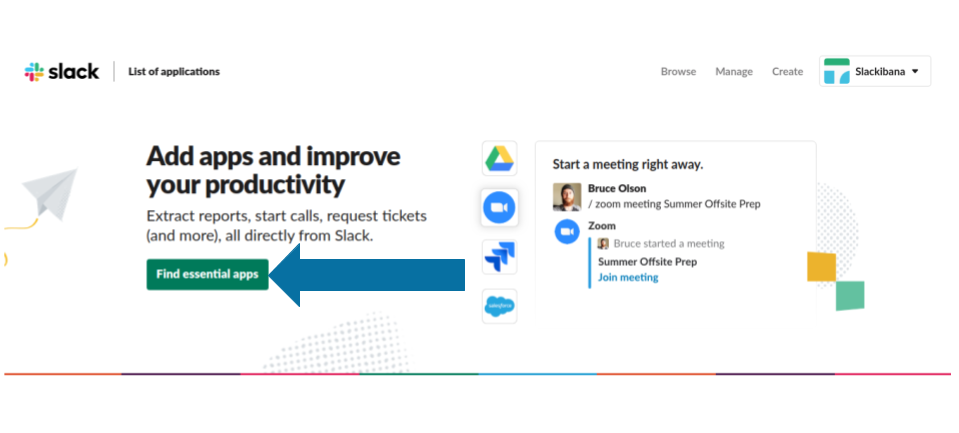 slack
List of applications
Browse
Manage
Create
Slackibana
Add apps and improve
your productivity
Extract reports, start calls, request tickets
(and more), all directly from Slack.
Find essential apps
salesforce
Start a meeting right away.
Bruce Olson
/ zoom meeting Summer Offsite Prep
Zoom
Bruce started a meeting
Summer Offsite Prep
Join meeting